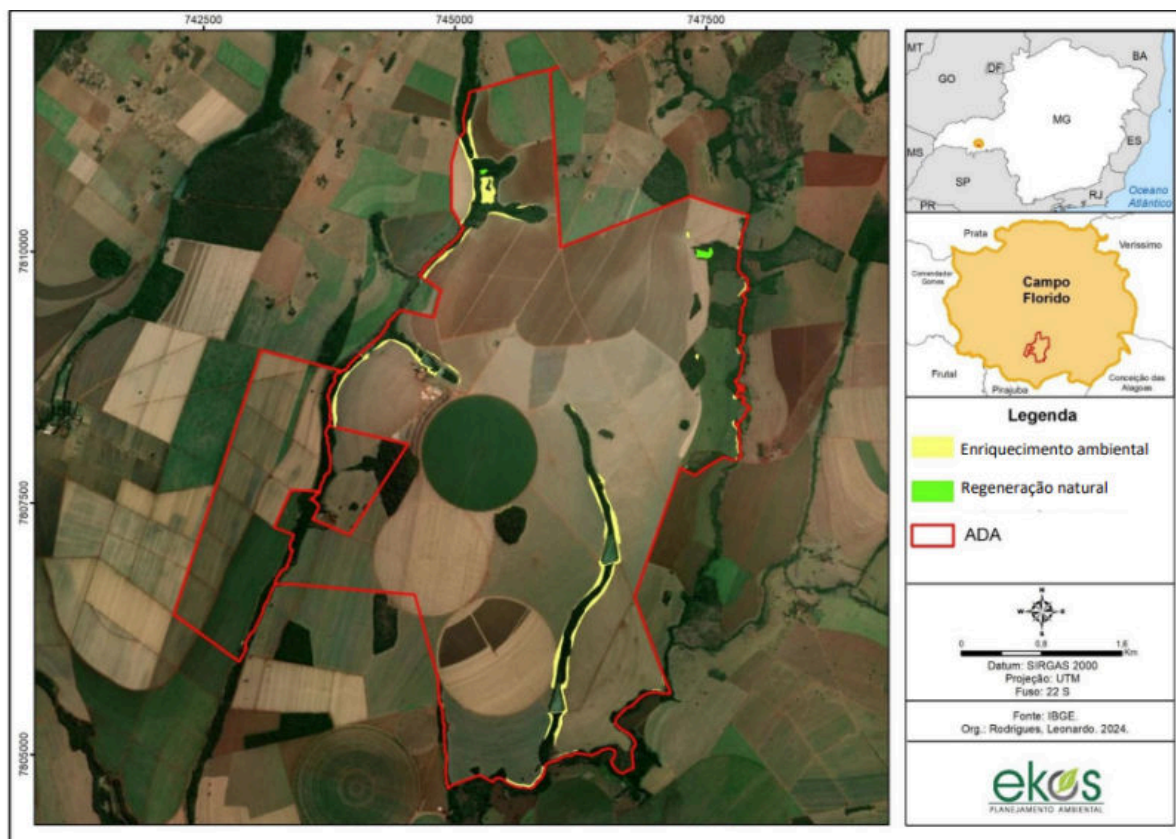 742500
745000
747500
7810000
7807500
7805000
MT
GO
DF
BA
MG
ES
MS
SP
RJ
PR
Oceano
Atlântico
Prata
Veríssimo
Comendador
Gomes
Campo
Florido
Frutal
Pirajuba
Conceição das
Alagoas
Legenda
Enriquecimento ambiental
Regeneração natural
ADA
N
W
E
S
0
0.8
1.6
Km
Datum: SIRGAS 2000
Projeção: UTM
Fuso: 22 S
Fonte: IBGE.
Org.: Rodrigues, Leonardo. 2024.
ekos
PLANEJAMENTO AMBIENTAL